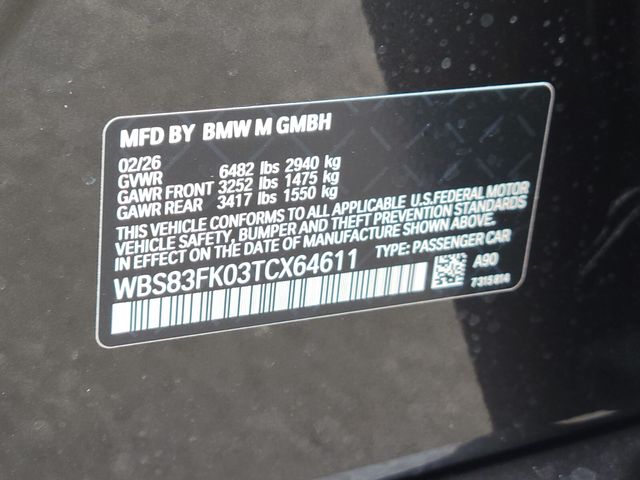 MFD BY BMW M GMBH
02/26
GVWR 6482 lbs 2940 kg
GAWR FRONT 3252 lbs 1475 kg
GAWR REAR 3417 lbs 1550 kg
THIS VEHICLE CONFORMS TO ALL APPLICABLE U.S.FEDERAL MOTOR
VEHICLE SAFETY, BUMPER AND THEFT PREVENTION STANDARDS
IN EFFECT ON THE DATE OF MANUFACTURE SHOWN ABOVE.
WBS83FK03TCX64611 TYPE: PASSENGER CAR
A90
7315814